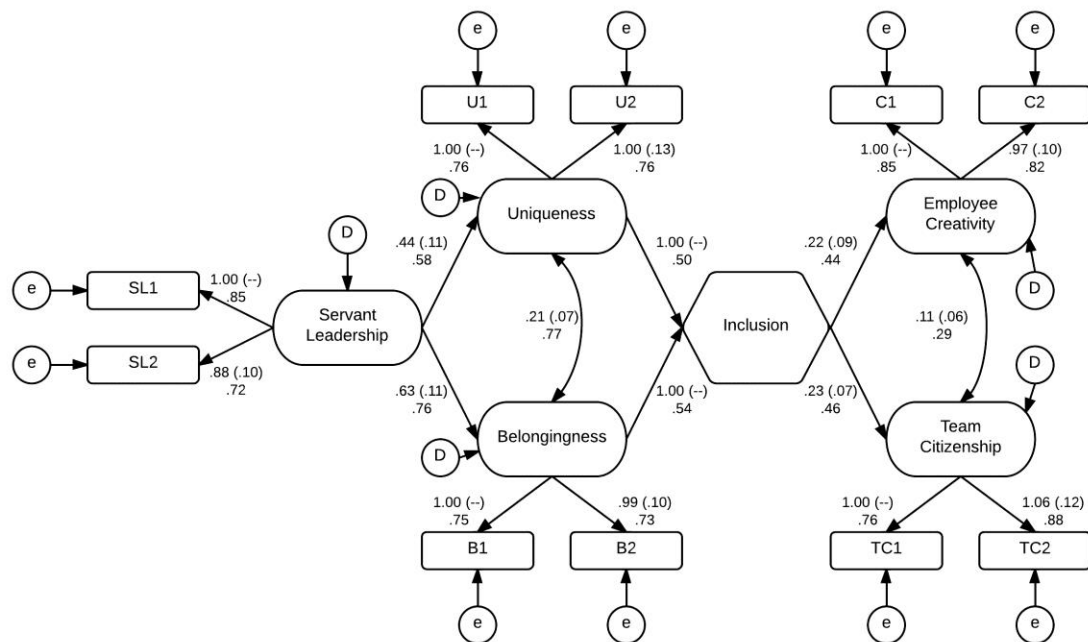 e
e
e
e
U1
U2
C1
C2
1.00 (--)
.76
1.00 (.13)
.76
1.00 (--)
.85
.97 (.10)
.82
D
Uniqueness
Employee
Creativity
D
.44 (.11)
.58
1.00 (--)
.50
.22 (.09)
.44
D
e
SL1
1.00 (--)
.85
Servant
Leadership
.21 (.07)
.77
Inclusion
.11 (.06)
.29
e
SL2
.88 (.10)
.72
D
.63 (.11)
.76
1.00 (--)
.54
.23 (.07)
.46
D
Belongingness
Team
Citizenship
1.00 (--)
.75
.99 (.10)
.73
1.00 (--)
.76
1.06 (.12)
.88
B1
B2
TC1
TC2
e
e
e
e